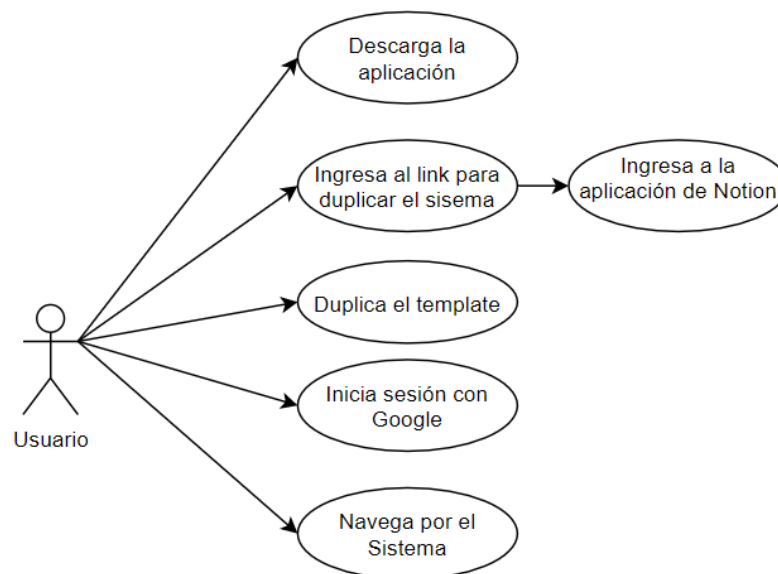 Descarga la
aplicación
Ingresa al link para
duplicar el sisema
Ingresa a la
aplicación de Notion
Duplica el template
Inicia sesión con
Google
Usuario
Navega por el
Sistema